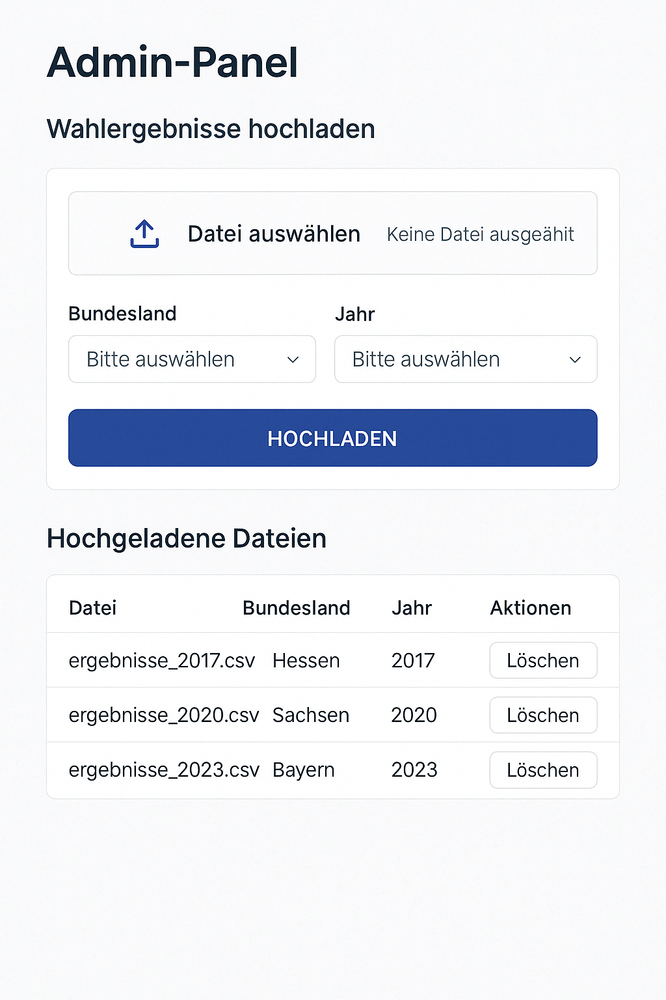 Admin-Panel
Wahlergebnisse hochladen
Datei auswählen Keine Datei ausgeähit
Bundesland Jahr
Bitte auswählen Bitte auswählen
HOCHLADEN
Hochgeladene Dateien
Datei Bundesland Jahr Aktionen
ergebnisse_2017.csv Hessen 2017 Löschen
ergebnisse_2020.csv Sachsen 2020 Löschen
ergebnisse_2023.csv Bayern 2023 Löschen